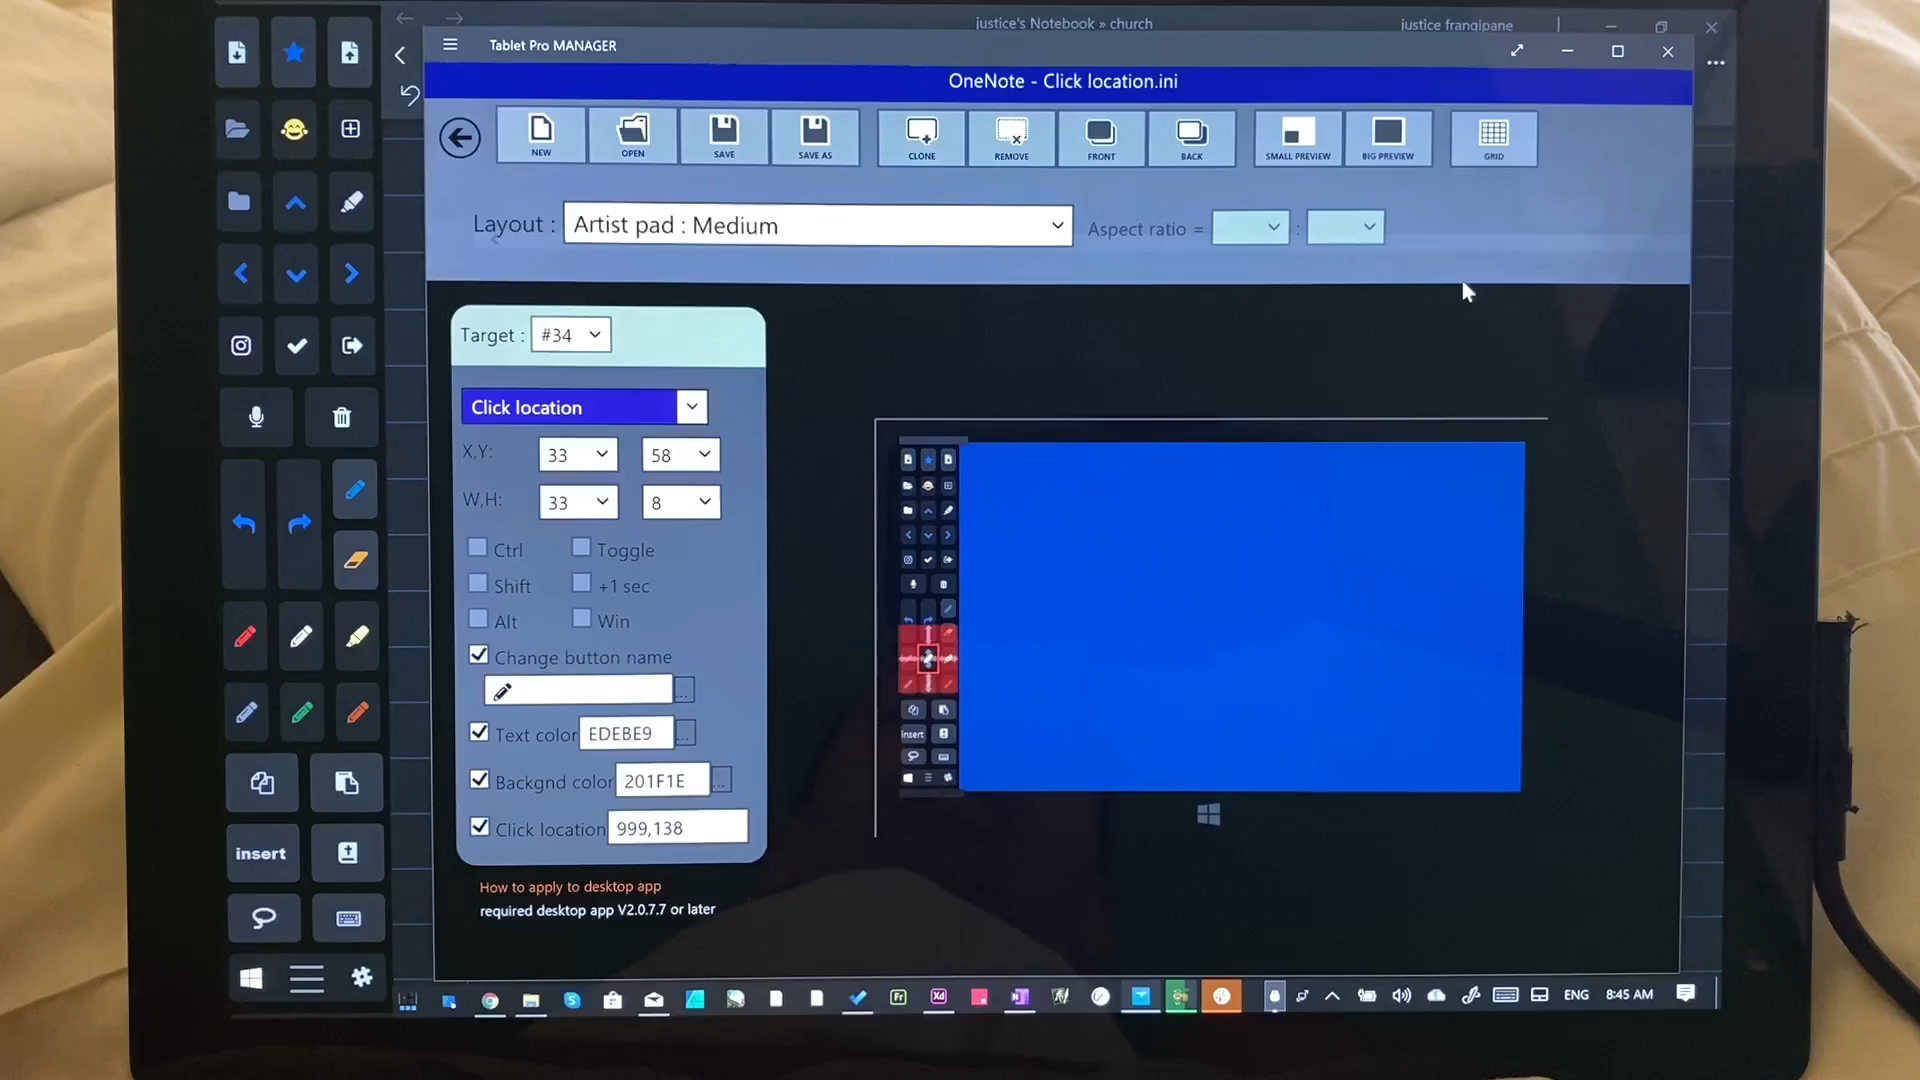 justice's Notebook » church
justice frangipane
Tablet Pro MANAGER
OneNote - Click location.ini
NEW
OPEN
SAVE
SAVE AS
CLONE
REMOVE
FRONT
BACK
SMALL PREVIEW
BIG PREVIEW
GRID
Layout :
Artist pad : Medium
Aspect ratio =
:
Target :
#34
Click location
X,Y:
33
58
W,H:
33
8
Ctrl
Toggle
Shift
+1 sec
Alt
Win
Change button name
...
Text color
EDEBE9
...
Backgnd color
201F1E
...
Click location
999,138
How to apply to desktop app
required desktop app V2.0.7.7 or later
insert
insert
Fr
Xd
ENG
8:45 AM